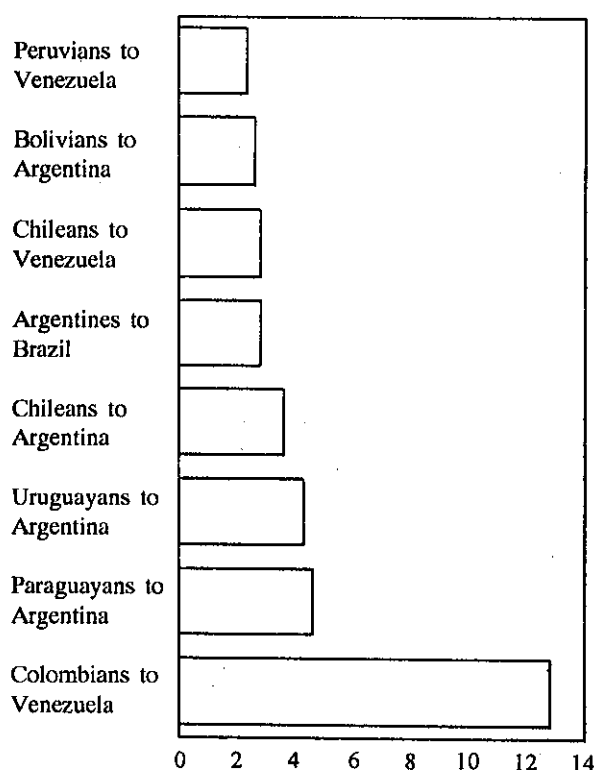 Peruvians to
Venezuela
Bolivians to
Argentina
Chileans to
Venezuela
Argentines to
Brazil
Chileans to
Argentina
Uruguayans to
Argentina
Paraguayans to
Argentina
Colombians to
Venezuela
0 2 4 6 8 10 12 14